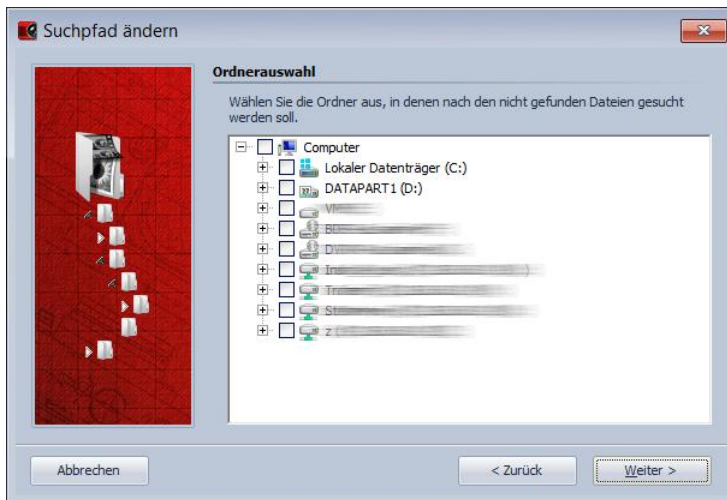 Suchpfad ändern
Ordnerauswahl
Wählen Sie die Ordner aus, in denen nach den nicht gefunden Dateien gesucht
werden soll.
Computer
Lokaler Datenträger (C:)
DATAPART1 (D:)
Abbrechen
< Zurück
Weiter >